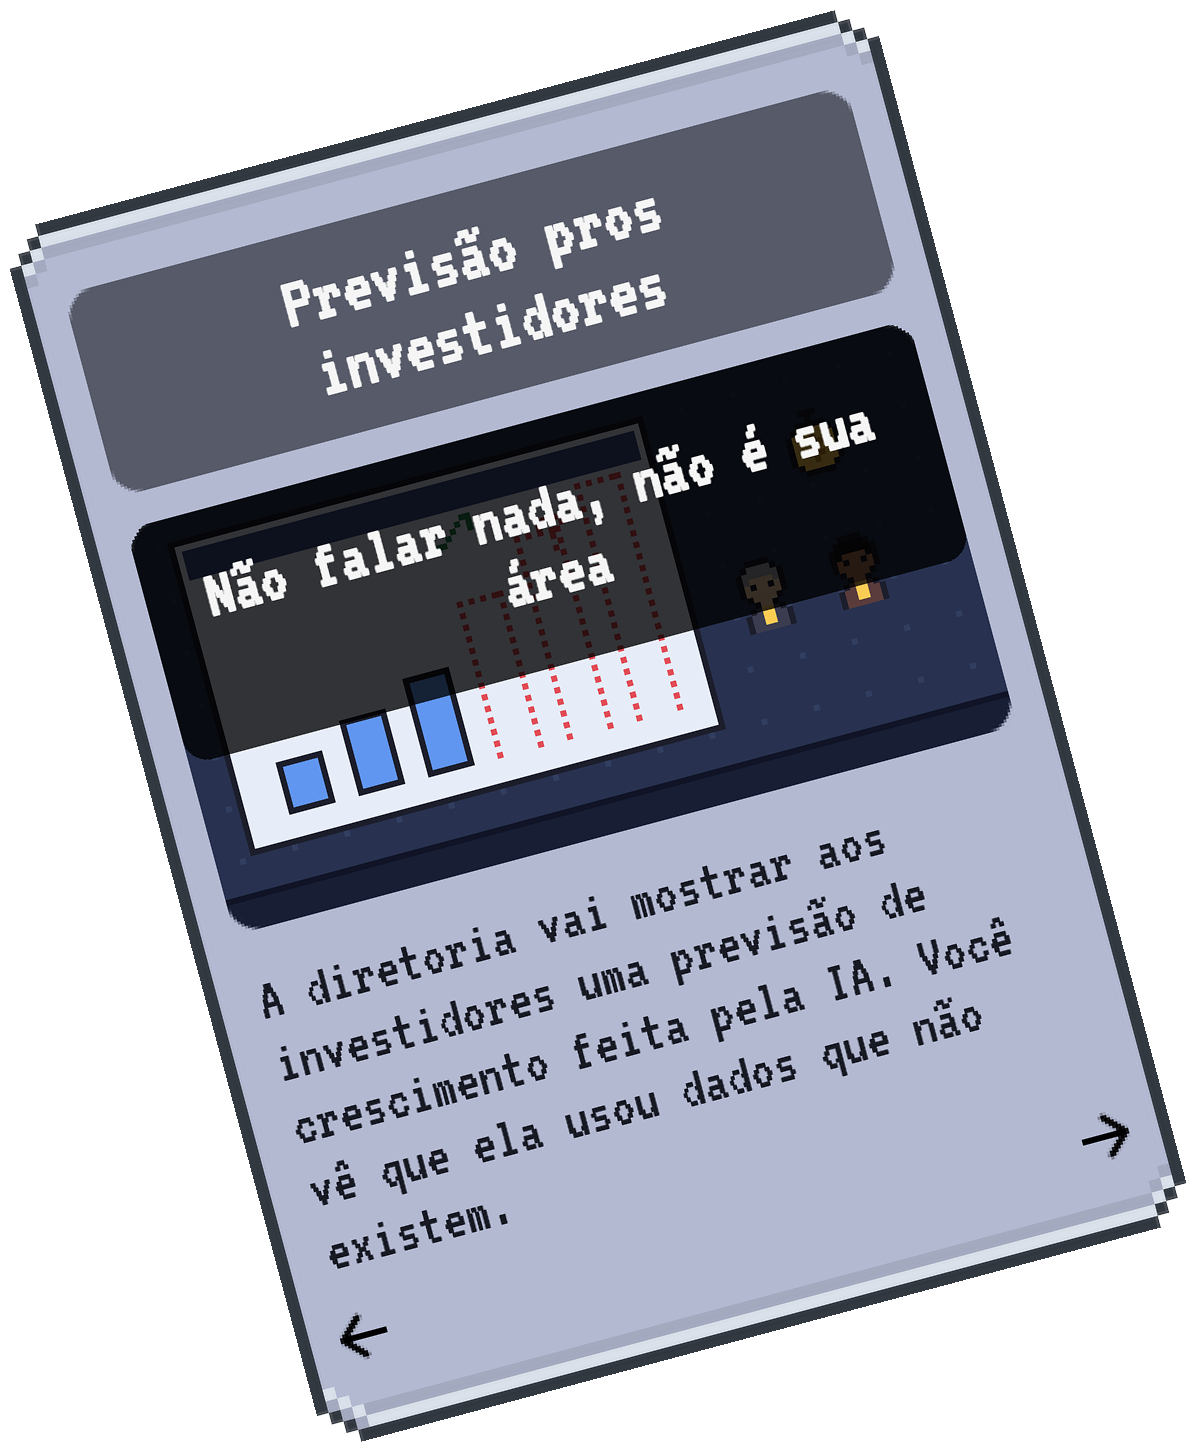 Previsão pros
investidores
Não falar nada, não é sua
área
A diretoria vai mostrar aos
investidores uma previsão de
crescimento feita pela IA. Você
vê que ela usou dados que não
existem.